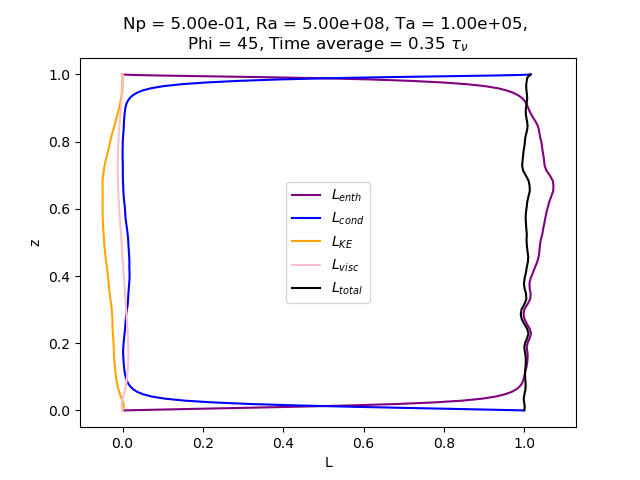 Np = 5.00e-01, Ra = 5.00e+08, Ta = 1.00e+05,
Phi = 45, Time average = 0.35 τ_ν
1.0
0.8
0.6
0.4
0.2
0.0
z
L_enth
L_cond
L_KE
L_visc
L_total
0.0 0.2 0.4 0.6 0.8 1.0
L